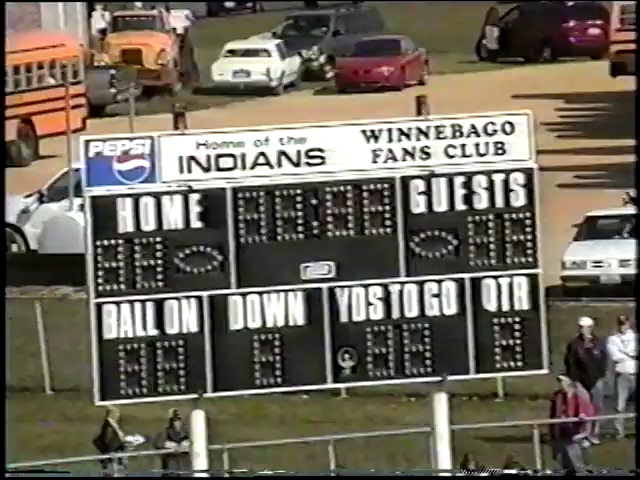 PEPSI
Home of the
INDIANS
WINNEBAGO
FANS CLUB
HOME
GUESTS
BALL ON
DOWN
YDS TO GO
QTR